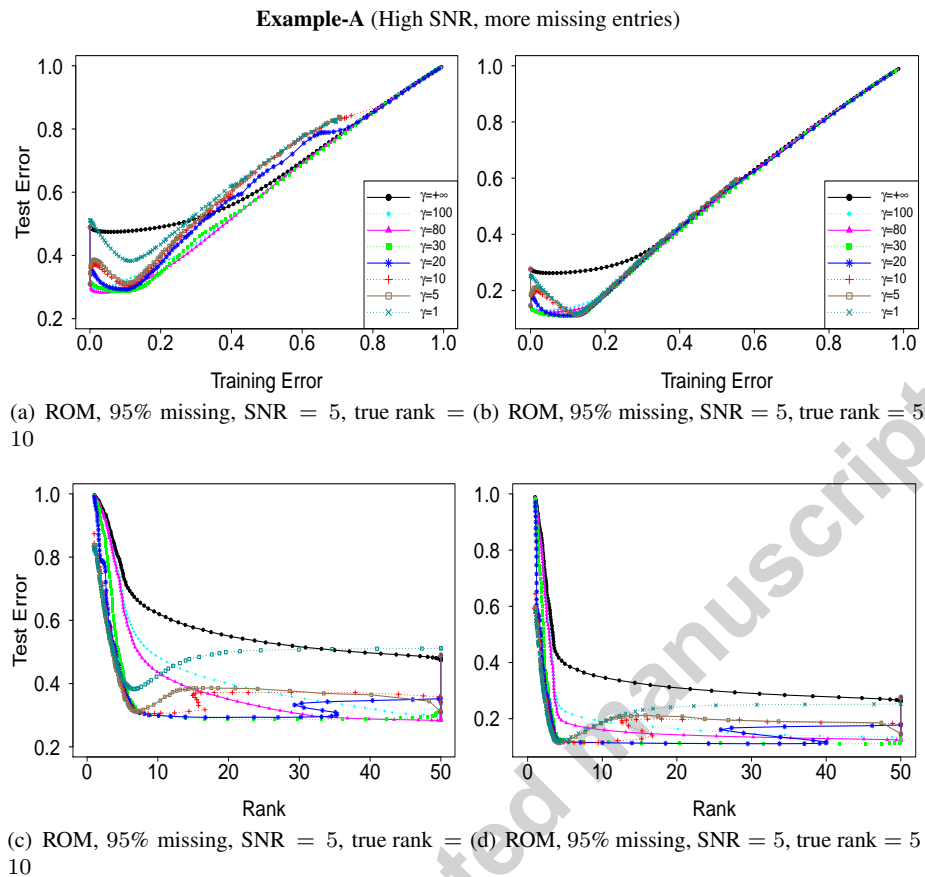 Example-A (High SNR, more missing entries)
1.0
0.8
0.6
0.4
0.2
Test Error
0.0 0.2 0.4 0.6 0.8 1.0
Training Error
γ=+∞
γ=100
γ=80
γ=30
γ=20
γ=10
γ=5
γ=1
1.0
0.8
0.6
0.4
0.2
0.0 0.2 0.4 0.6 0.8 1.0
Training Error
γ=+∞
γ=100
γ=80
γ=30
γ=20
γ=10
γ=5
γ=1
(a) ROM, 95% missing, SNR = 5, true rank =
10
(b) ROM, 95% missing, SNR = 5, true rank = 5
1.0
0.8
0.6
0.4
0.2
Test Error
0 10 20 30 40 50
Rank
1.0
0.8
0.6
0.4
0.2
0 10 20 30 40 50
Rank
(c) ROM, 95% missing, SNR = 5, true rank =
10
(d) ROM, 95% missing, SNR = 5, true rank = 5
manuscript